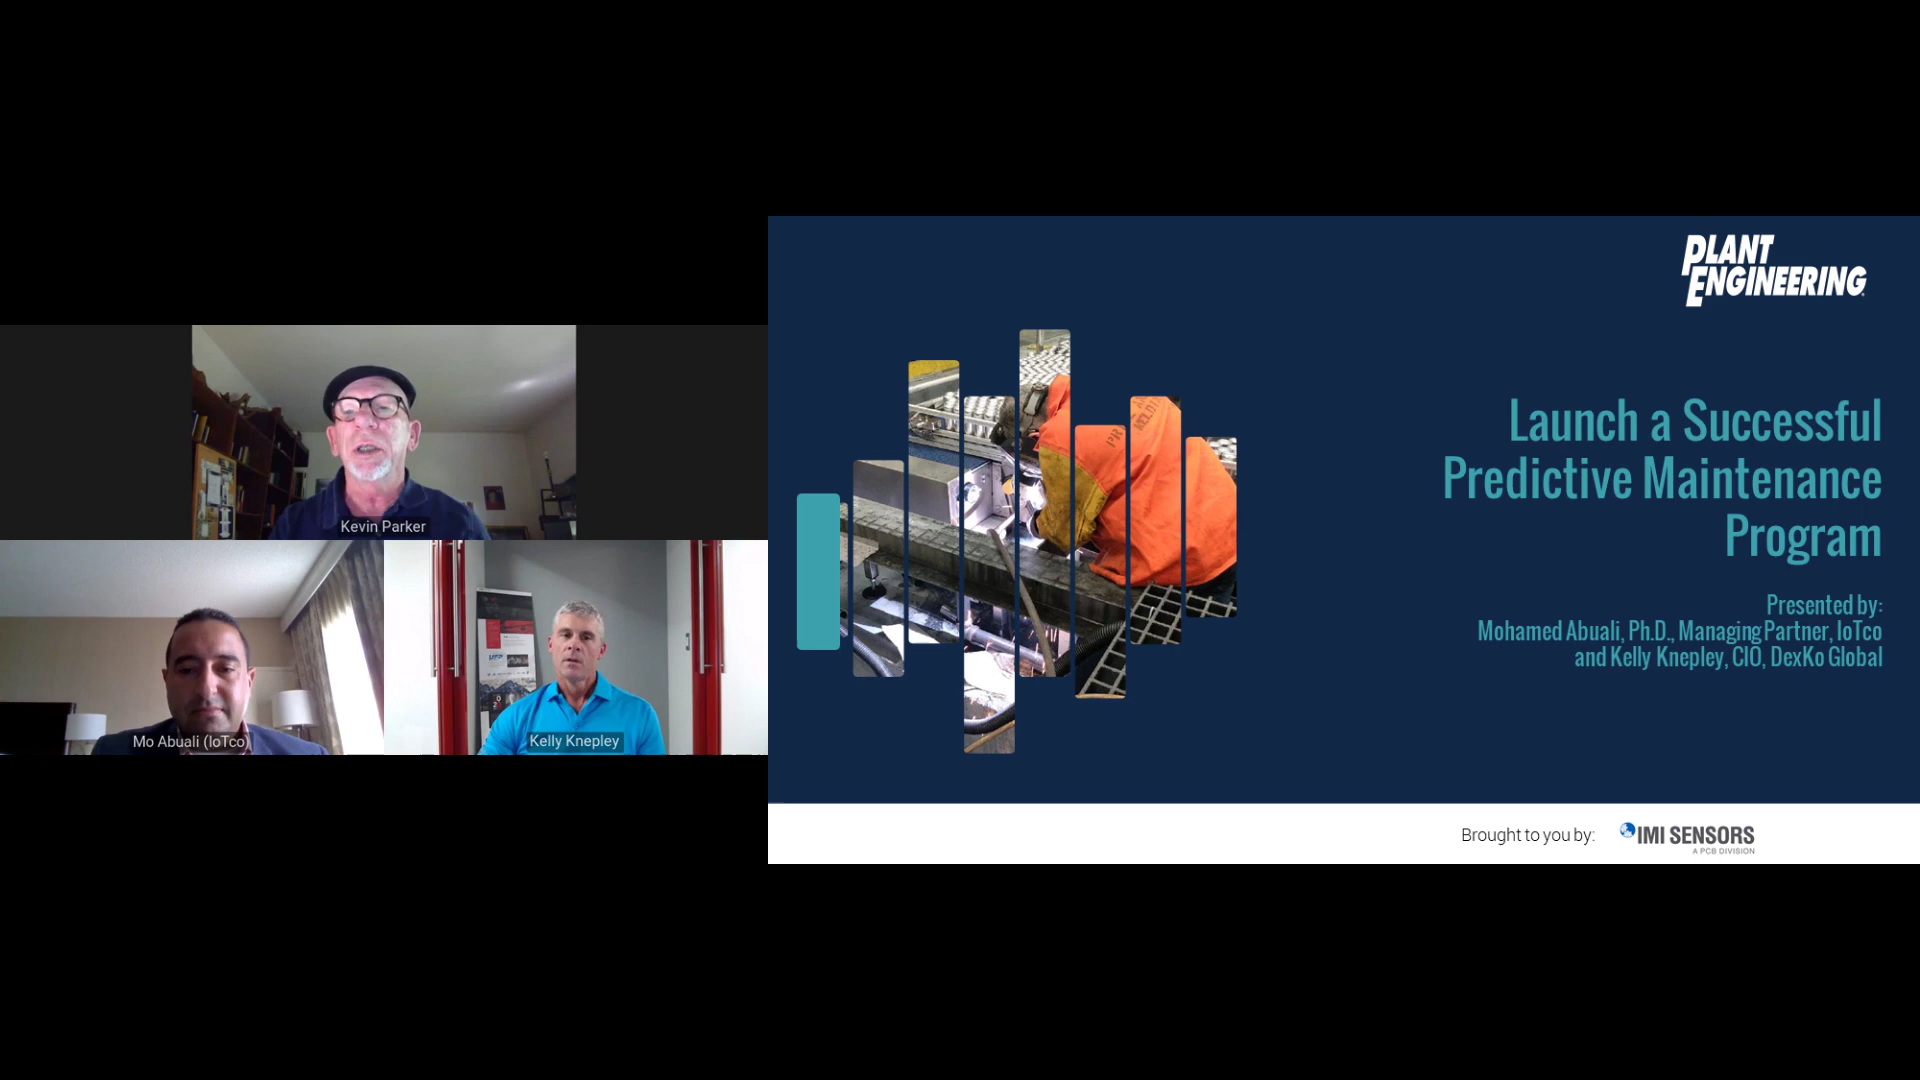 PLANT
ENGINEERING
Launch a Successful
Predictive Maintenance
Program
Presented by:
Mohamed Abuali, Ph.D., Managing Partner, IoTco
and Kelly Knepley, CIO, DexKo Global
Brought to you by:
IMI SENSORS
A PCB DIVISION
Kevin Parker
Mo Abuali (IoTco)
Kelly Knepley